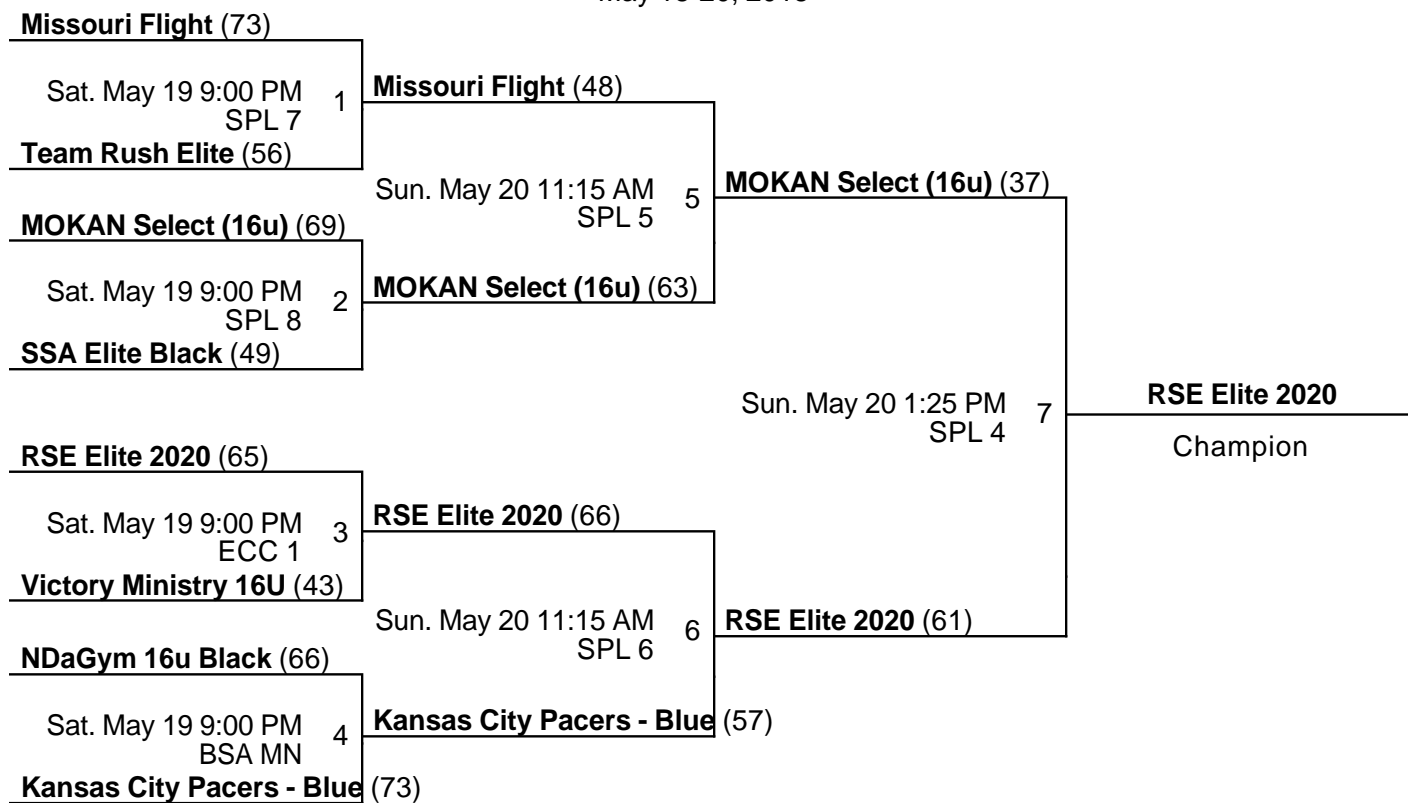 Missouri Flight (73)
Sat. May 19 9:00 PM 1
SPL 7
Team Rush Elite (56)
MOKAN Select (16u) (69)
Sat. May 19 9:00 PM 2
SPL 8
SSA Elite Black (49)
RSE Elite 2020 (65)
Sat. May 19 9:00 PM 3
ECC 1
Victory Ministry 16U (43)
NDaGym 16u Black (66)
Sat. May 19 9:00 PM 4
BSA MN
Kansas City Pacers - Blue (73)
Missouri Flight (48)
Sun. May 20 11:15 AM 5
SPL 5
MOKAN Select (16u) (63)
RSE Elite 2020 (66)
Sun. May 20 11:15 AM 6
SPL 6
Kansas City Pacers - Blue (57)
MOKAN Select (16u) (37)
Sun. May 20 1:25 PM 7
SPL 4
RSE Elite 2020 (61)
RSE Elite 2020
Champion